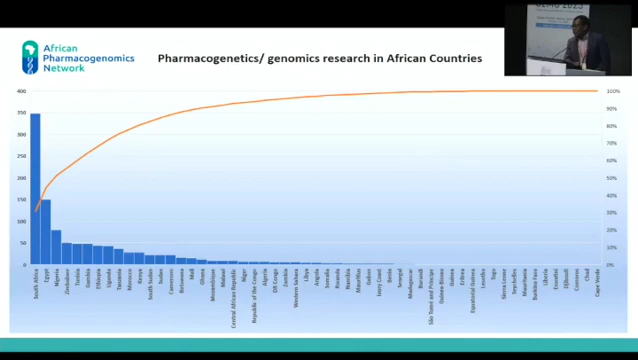 African
Pharmacogenomics
Network
Pharmacogenetics/ genomics research in African Countries
400
350
300
250
200
150
100
50
0
100%
90%
80%
70%
60%
50%
40%
30%
20%
10%
0%
South Africa
Egypt
Nigeria
Zimbabwe
Tunisia
Gambia
Ethiopia
Uganda
Tanzania
Morocco
Kenya
South Sudan
Sudan
Cameroon
Botswana
Mali
Ghana
Mozambique
Malawi
Central African Republic
Niger
Republic of the Congo
Algeria
DR Congo
Zambia
Western Sahara
Libya
Angola
Somalia
Rwanda
Namibia
Mauritius
Gabon
Ivory Coast
Benin
Senegal
Madagascar
Burundi
São Tomé and Príncipe
Guinea-Bissau
Guinea
Eritrea
Equatorial Guinea
Lesotho
Togo
Sierra Leone
Seychelles
Mauritania
Burkina Faso
Liberia
Eswatini
Djibouti
Comoros
Chad
Cape Verde